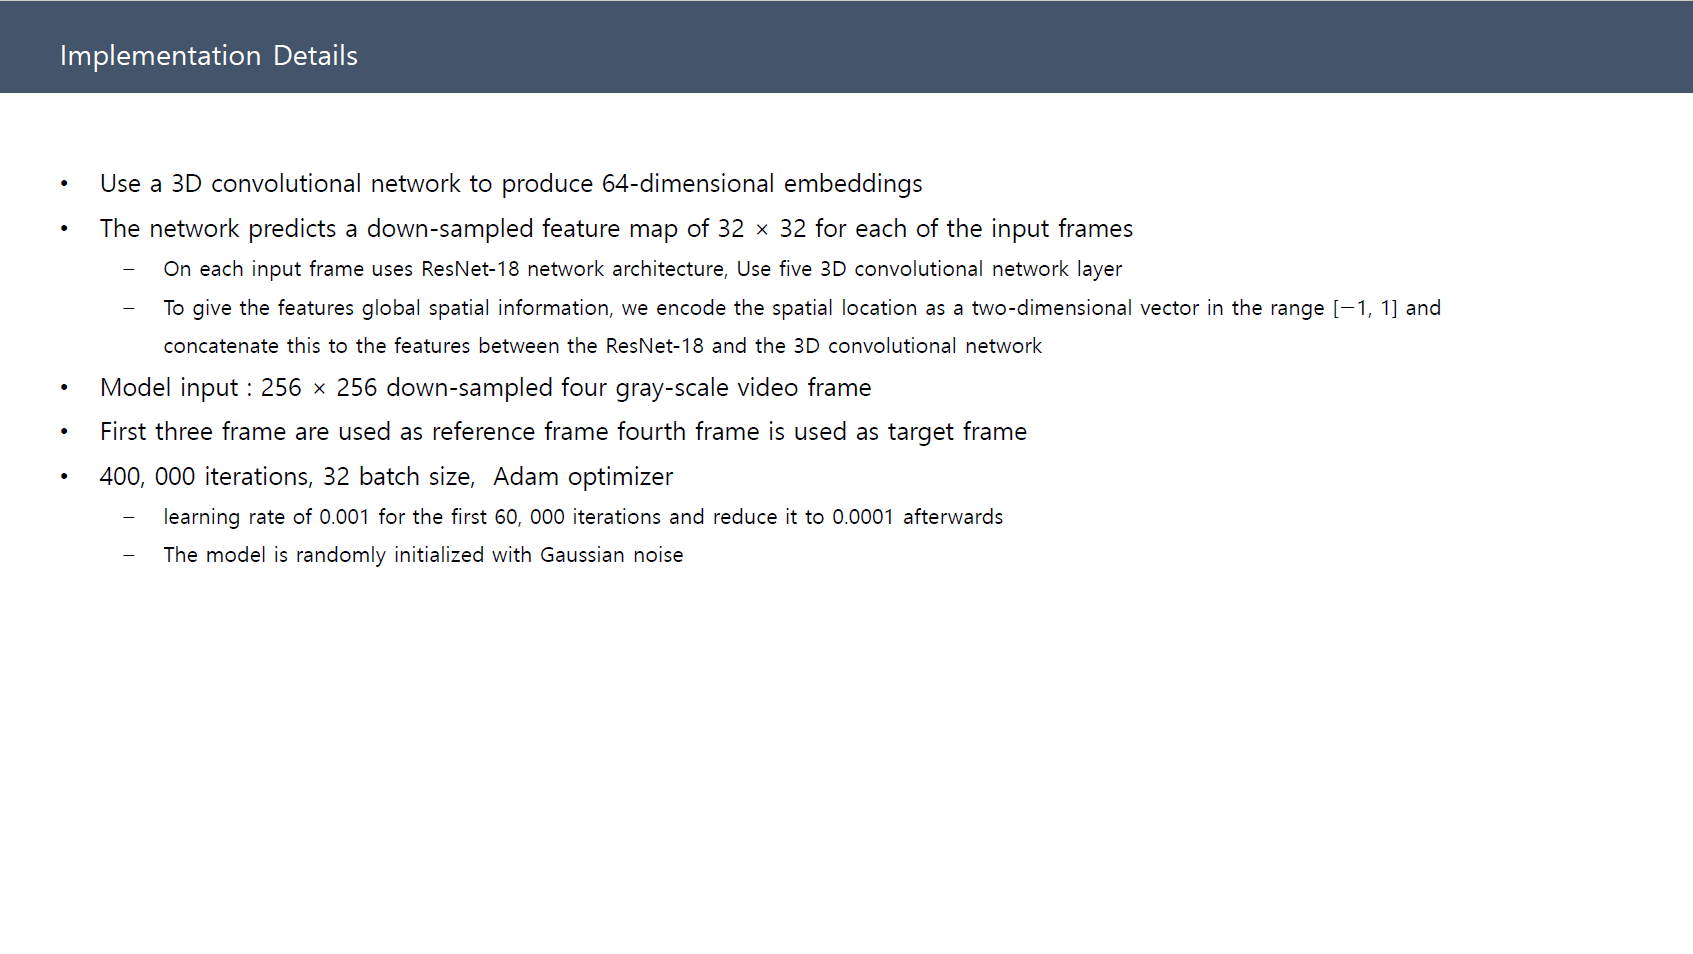 Implementation Details
• Use a 3D convolutional network to produce 64-dimensional embeddings
• The network predicts a down-sampled feature map of 32 × 32 for each of the input frames
– On each input frame uses ResNet-18 network architecture, Use five 3D convolutional network layer
– To give the features global spatial information, we encode the spatial location as a two-dimensional vector in the range [−1, 1] and
concatenate this to the features between the ResNet-18 and the 3D convolutional network
• Model input : 256 × 256 down-sampled four gray-scale video frame
• First three frame are used as reference frame fourth frame is used as target frame
• 400, 000 iterations, 32 batch size,  Adam optimizer
– learning rate of 0.001 for the first 60, 000 iterations and reduce it to 0.0001 afterwards
– The model is randomly initialized with Gaussian noise